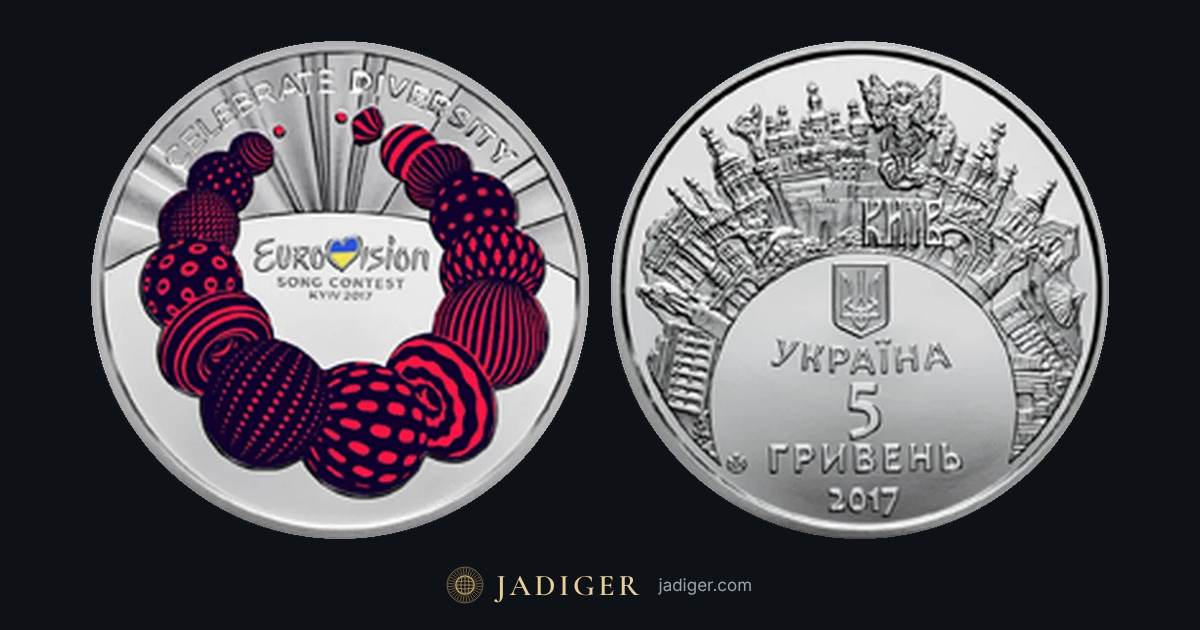 CELEBRATE DIVERSITY
EUROVISION
SONG CONTEST
KYIV 2017
КИЇВ
УКРАЇНА
5
ГРИВЕНЬ
2017
JADIGER jadiger.com